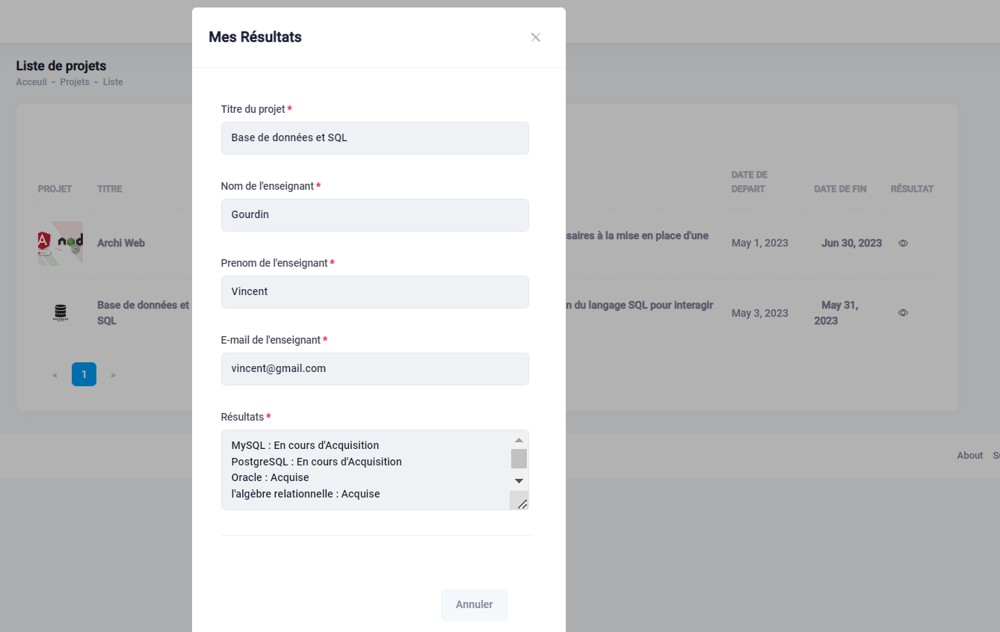 Mes Résultats
Liste de projets
Acceuil - Projets - Liste
Titre du projet *
Base de données et SQL
Nom de l'enseignant *
Gourdin
Prenom de l'enseignant *
Vincent
E-mail de l'enseignant *
vincent@gmail.com
Résultats *
MySQL : En cours d'Acquisition
PostgreSQL : En cours d'Acquisition
Oracle : Acquise
l'algèbre relationnelle : Acquise
Annuler
PROJET TITRE DATE DE DEPART DATE DE FIN RÉSULTAT
Archi Web saires à la mise en place d'une May 1, 2023 Jun 30, 2023
Base de données et SQL n du langage SQL pour interagir May 3, 2023 May 31, 2023
« 1 »
About